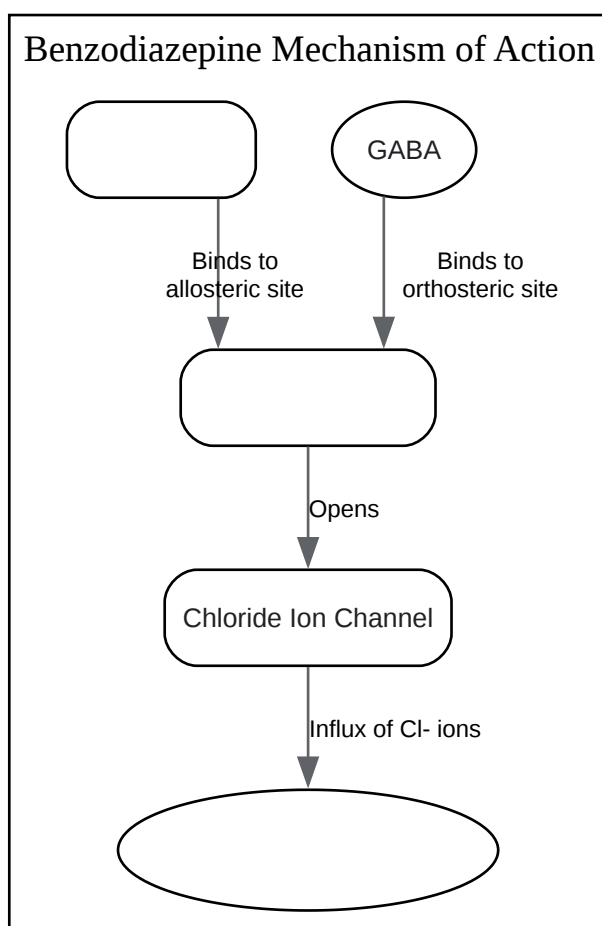 Benzodiazepine Mechanism of Action
GABA
Binds to
allosteric site
Binds to
orthosteric site
Opens
Chloride Ion Channel
Influx of Cl- ions